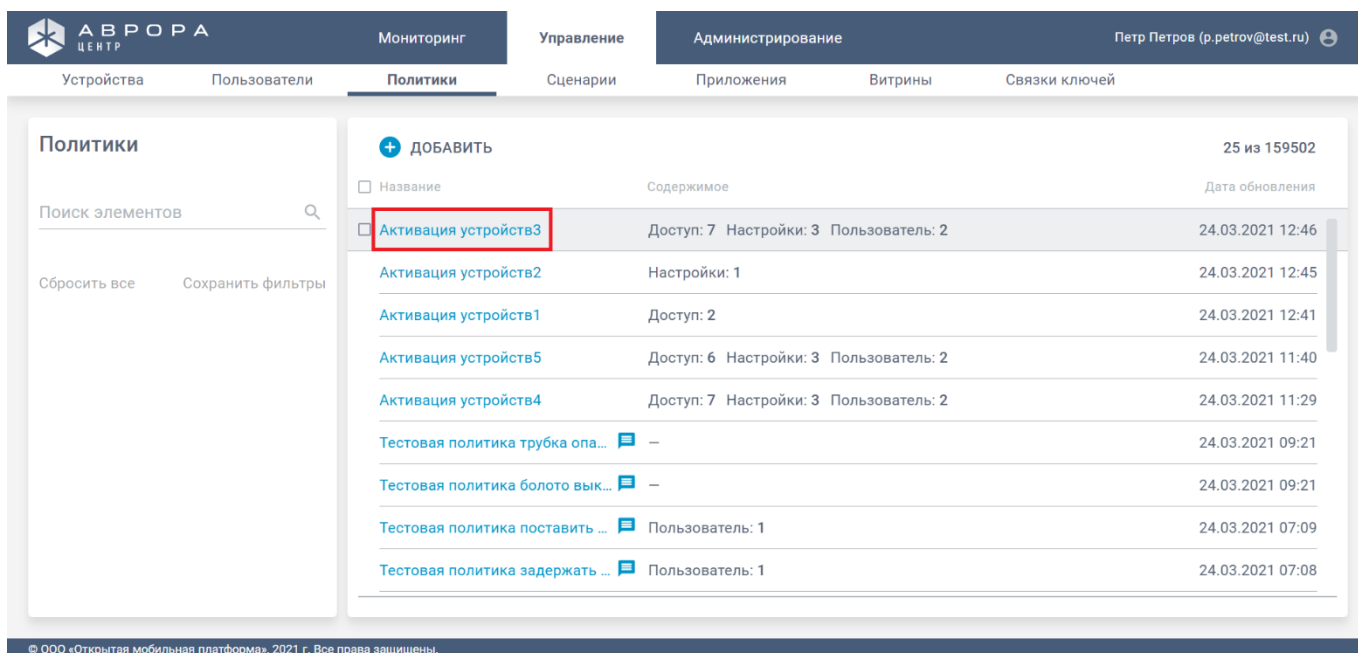 АВРОРА
ЦЕНТР
Мониторинг Управление Администрирование Петр Петров (p.petrov@test.ru)
Устройства Пользователи Политики Сценарии Приложения Витрины Связки ключей
Политики
Поиск элементов
Сбросить все Сохранить фильтры
ДОБАВИТЬ 25 из 159502
Название Содержимое Дата обновления
Активация устройств3 Доступ: 7 Настройки: 3 Пользователь: 2 24.03.2021 12:46
Активация устройств2 Настройки: 1 24.03.2021 12:45
Активация устройств1 Доступ: 2 24.03.2021 12:41
Активация устройств5 Доступ: 6 Настройки: 3 Пользователь: 2 24.03.2021 11:40
Активация устройств4 Доступ: 7 Настройки: 3 Пользователь: 2 24.03.2021 11:29
Тестовая политика трубка опа... — 24.03.2021 09:21
Тестовая политика болото вык... — 24.03.2021 09:21
Тестовая политика поставить ... Пользователь: 1 24.03.2021 07:09
Тестовая политика задержать ... Пользователь: 1 24.03.2021 07:08
© ООО «Открытая мобильная платформа», 2021 г. Все права защищены.